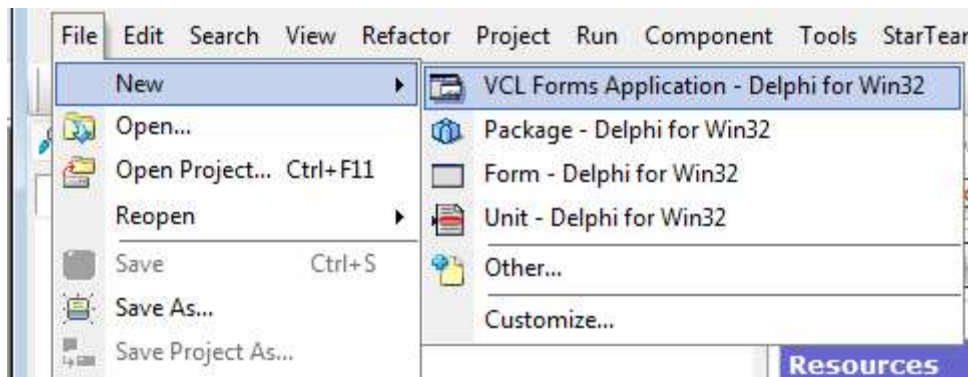 File Edit Search View Refactor Project Run Component Tools StarTear
New
Open...
Open Project... Ctrl+F11
Reopen
Save Ctrl+S
Save As...
Save Project As...
VCL Forms Application - Delphi for Win32
Package - Delphi for Win32
Form - Delphi for Win32
Unit - Delphi for Win32
Other...
Customize...
Resources